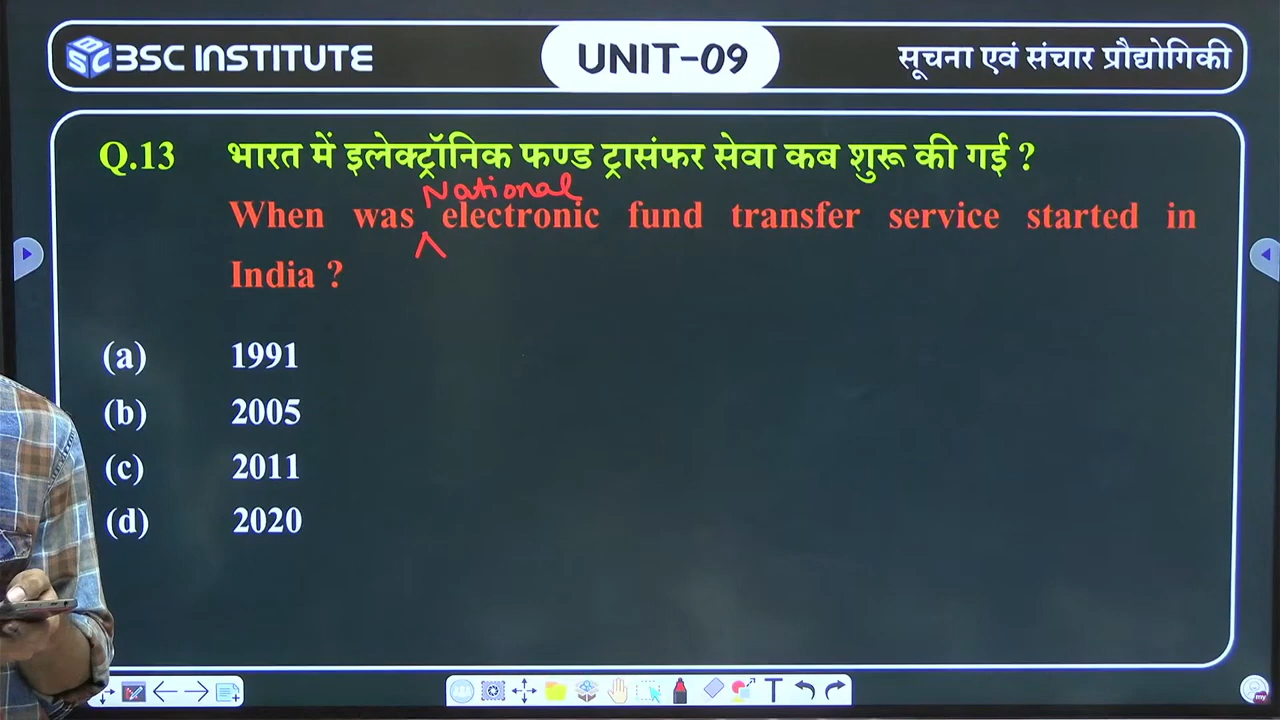 BSC INSTITUTE
UNIT-09
सूचना एवं संचार प्रौद्योगिकी
Q.13 भारत में इलेक्ट्रॉनिक फण्ड ट्रासंफर सेवा कब शुरू की गई ?
National
When was electronic fund transfer service started in
India ?
(a) 1991
(b) 2005
(c) 2011
(d) 2020